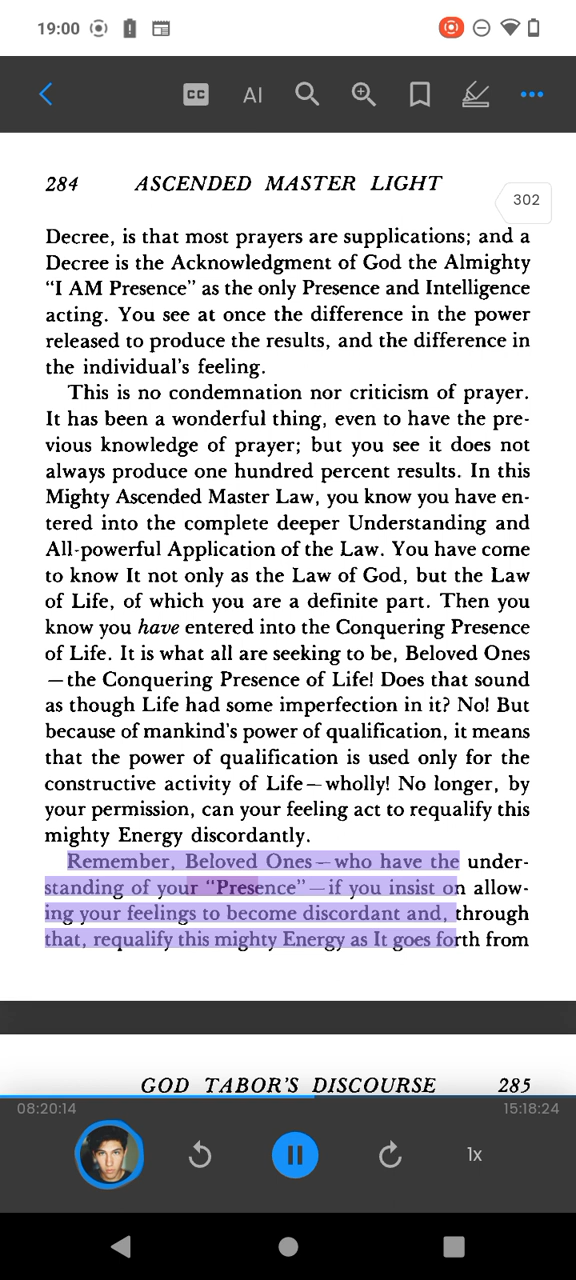 19:00
CC AI
284 ASCENDED MASTER LIGHT
302
Decree, is that most prayers are supplications; and a
Decree is the Acknowledgment of God the Almighty
“I AM Presence” as the only Presence and Intelligence
acting. You see at once the difference in the power
released to produce the results, and the difference in
the individual's feeling.
This is no condemnation nor criticism of prayer.
It has been a wonderful thing, even to have the pre-
vious knowledge of prayer; but you see it does not
always produce one hundred percent results. In this
Mighty Ascended Master Law, you know you have en-
tered into the complete deeper Understanding and
All-powerful Application of the Law. You have come
to know It not only as the Law of God, but the Law
of Life, of which you are a definite part. Then you
know you have entered into the Conquering Presence
of Life. It is what all are seeking to be, Beloved Ones
—the Conquering Presence of Life! Does that sound
as though Life had some imperfection in it? No! But
because of mankind's power of qualification, it means
that the power of qualification is used only for the
constructive activity of Life—wholly! No longer, by
your permission, can your feeling act to requalify this
mighty Energy discordantly.
Remember, Beloved Ones—who have the under-
standing of your “Presence”—if you insist on allow-
ing your feelings to become discordant and, through
that, requalify this mighty Energy as It goes forth from
GOD TABOR'S DISCOURSE 285
08:20:14 15:18:24
1x